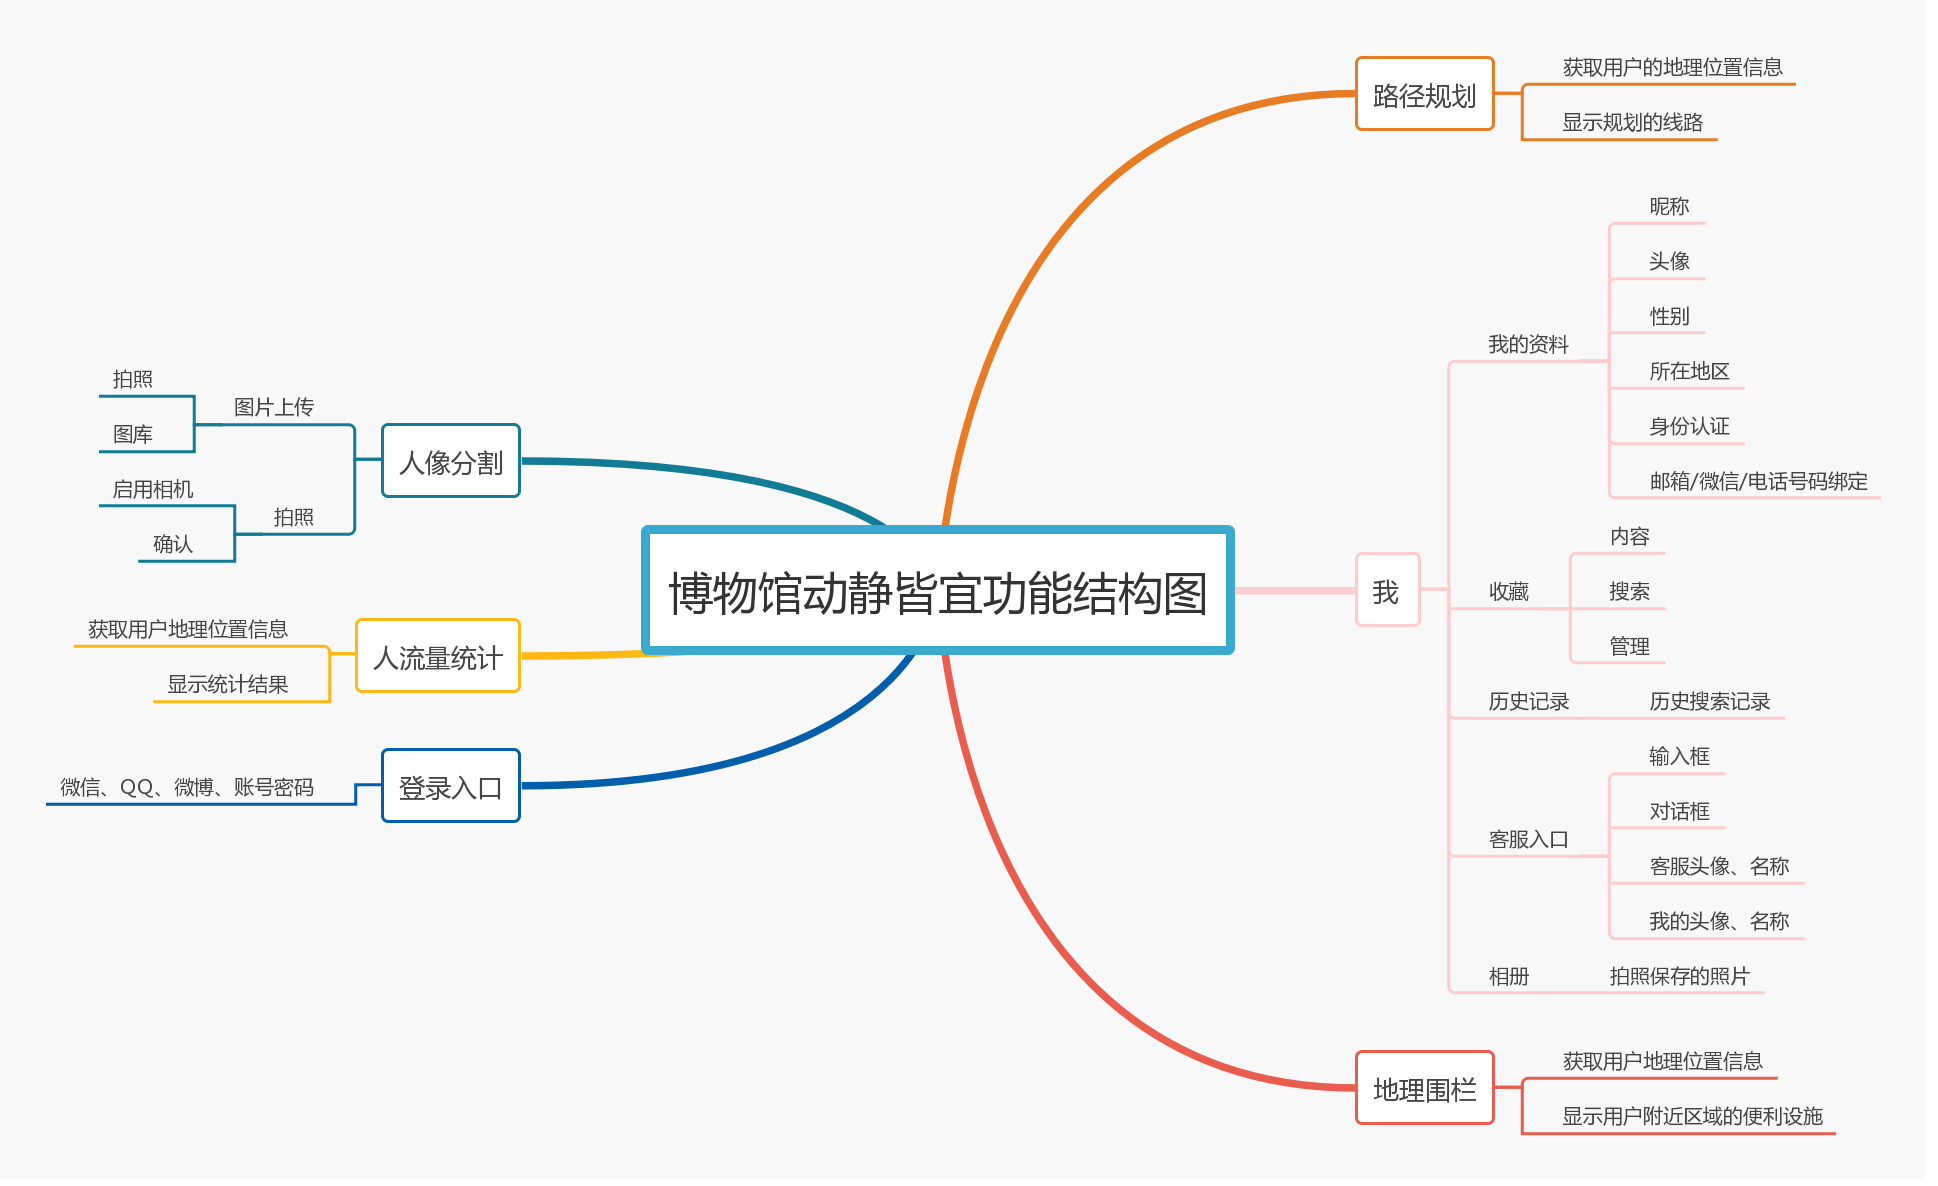 博物馆动静皆宜功能结构图
路径规划
获取用户的地理位置信息
显示规划的线路
我
我的资料
昵称
头像
性别
所在地区
身份认证
邮箱/微信/电话号码绑定
收藏
内容
搜索
管理
历史记录
历史搜索记录
客服入口
输入框
对话框
客服头像、名称
我的头像、名称
相册
拍照保存的照片
地理围栏
获取用户地理位置信息
显示用户附近区域的便利设施
人像分割
图片上传
拍照
图库
拍照
启用相机
确认
人流量统计
获取用户地理位置信息
显示统计结果
登录入口
微信、QQ、微博、账号密码